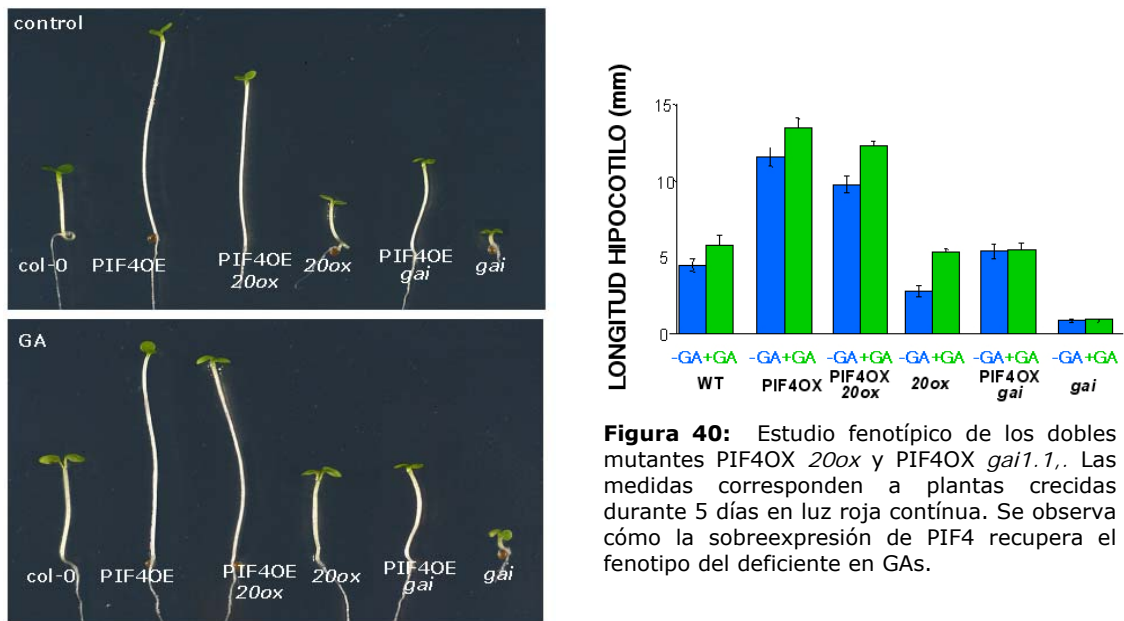 control
col-0 PIF4OE PIF4OE 20ox PIF4OE gai
20ox gai
GA
col-0 PIF4OE PIF4OE 20ox PIF4OE gai
20ox gai
LONGITUD HIPOCOTILO (mm)
15
10
5
0
-GA+GA -GA+GA -GA+GA -GA+GA -GA+GA -GA+GA
WT PIF4OX PIF4OX 20ox PIF4OX gai
20ox gai
Figura 40: Estudio fenotípico de los dobles
mutantes PIF4OX 20ox y PIF4OX gai1.1,. Las
medidas corresponden a plantas crecidas
durante 5 días en luz roja contínua. Se observa
cómo la sobreexpresión de PIF4 recupera el
fenotipo del deficiente en GAs.